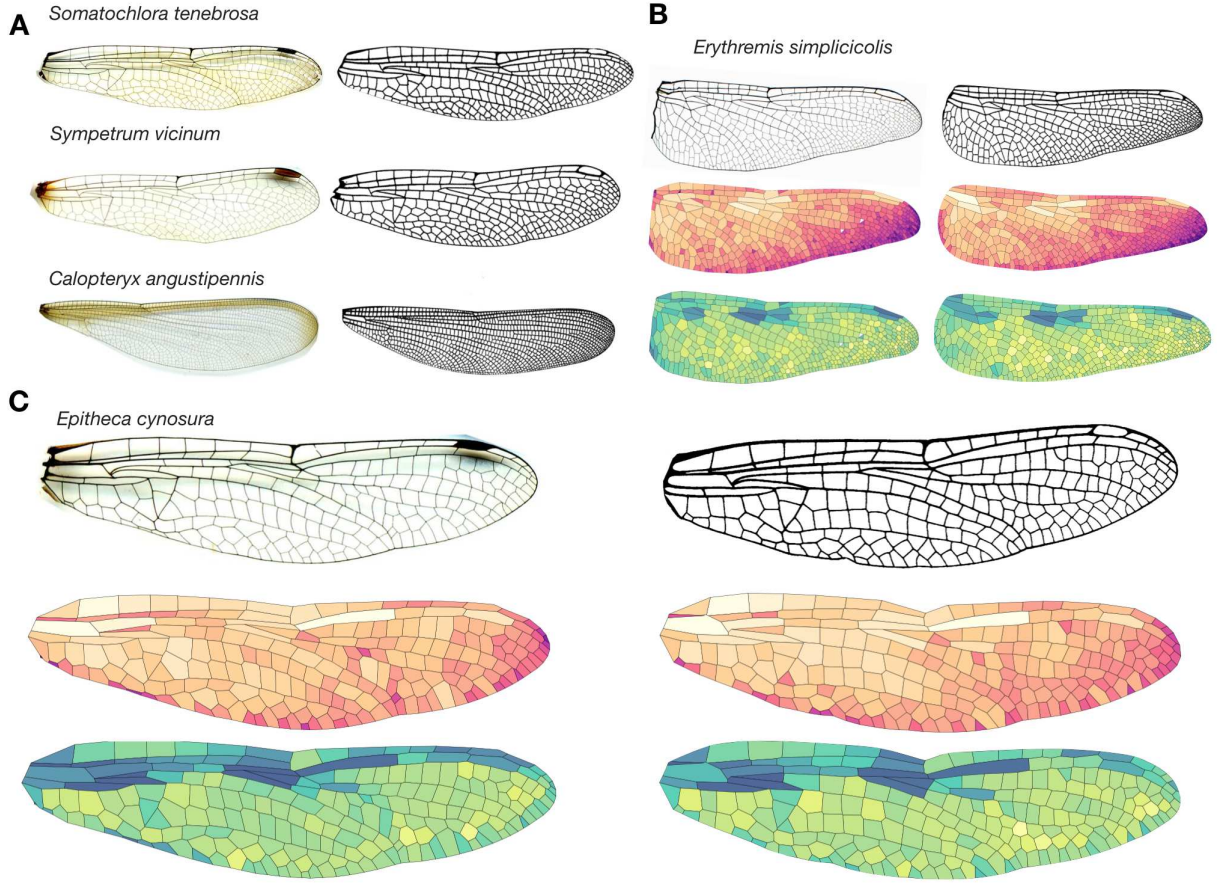 A
Somatochlora tenebrosa
Sympetrum vicinum
Calopteryx angustipennis
B
Erythremis simplicicolis
C
Epitheca cynosura